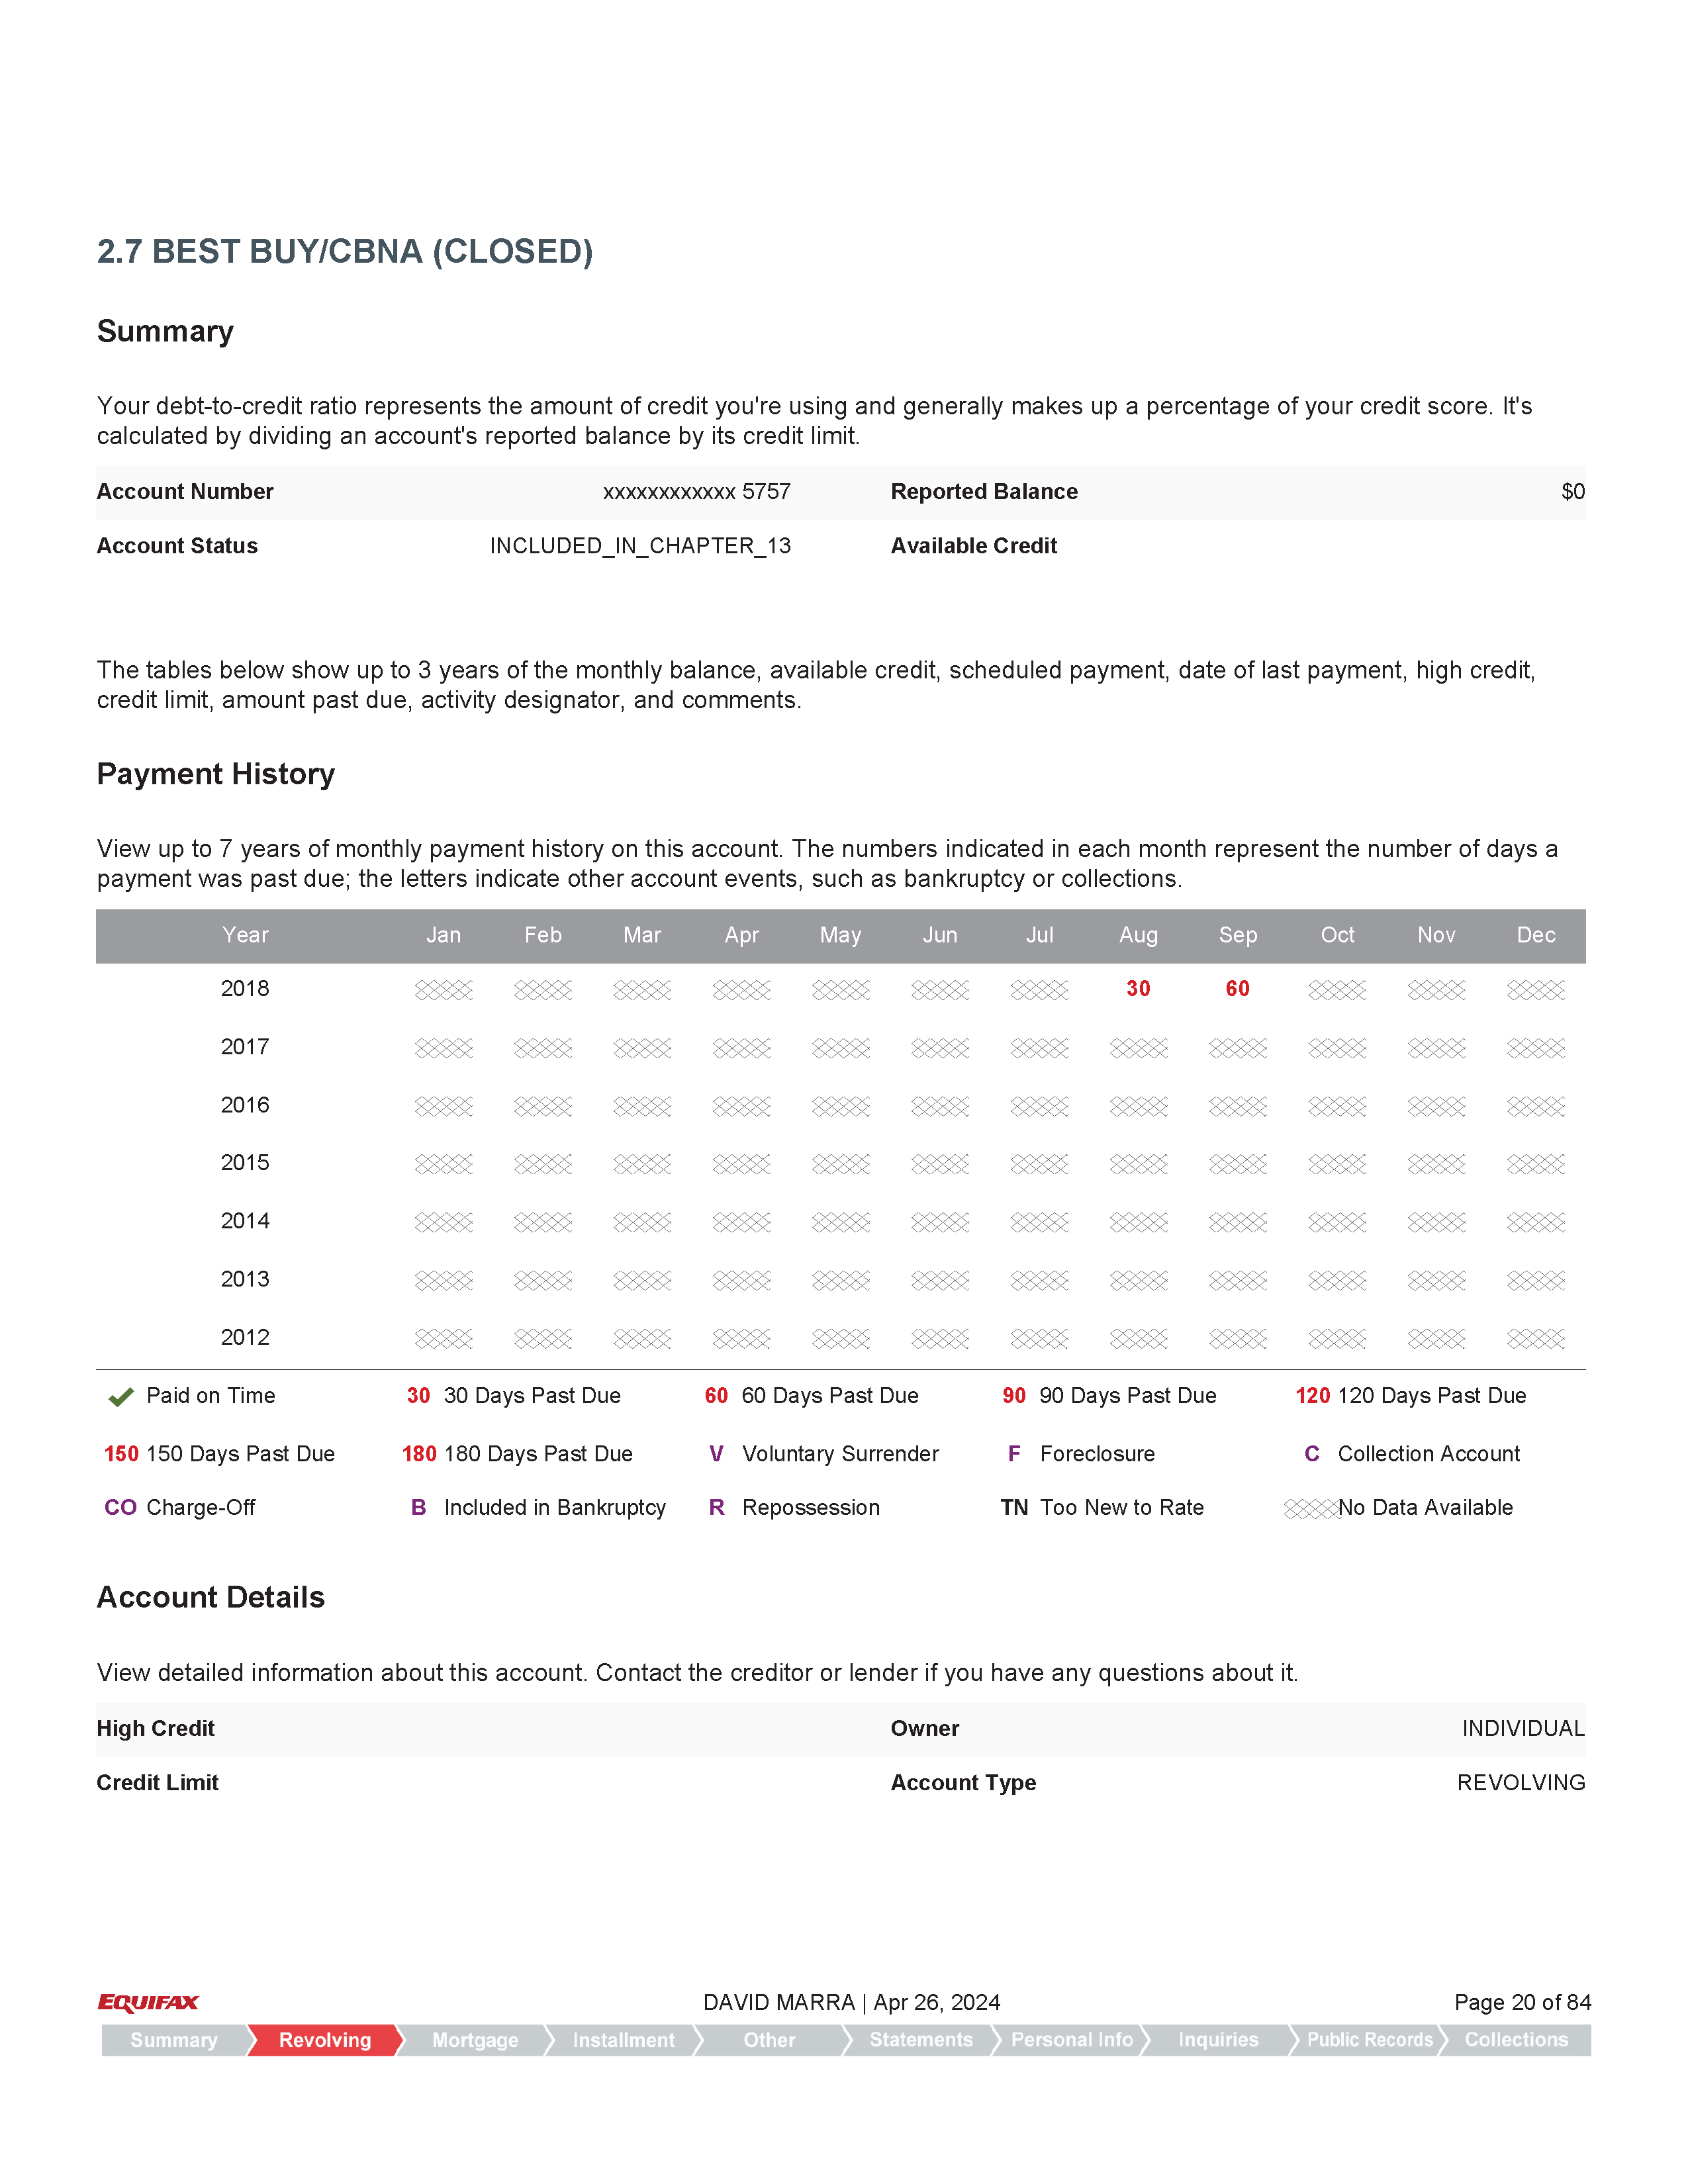 2.7 BEST BUY/CBNA (CLOSED)
Summary
Your debt-to-credit ratio represents the amount of credit you're using and generally makes up a percentage of your credit score. It's
calculated by dividing an account's reported balance by its credit limit.
Account Number xxxxxxxxxxxx 5757 Reported Balance $0
Account Status INCLUDED_IN_CHAPTER_13 Available Credit
The tables below show up to 3 years of the monthly balance, available credit, scheduled payment, date of last payment, high credit,
credit limit, amount past due, activity designator, and comments.
Payment History
View up to 7 years of monthly payment history on this account. The numbers indicated in each month represent the number of days a
payment was past due; the letters indicate other account events, such as bankruptcy or collections.
Year Jan Feb Mar Apr May Jun Jul Aug Sep Oct Nov Dec
2018 30 60
2017
2016
2015
2014
2013
2012
Paid on Time 30 30 Days Past Due 60 60 Days Past Due 90 90 Days Past Due 120 120 Days Past Due
150 150 Days Past Due 180 180 Days Past Due V Voluntary Surrender F Foreclosure C Collection Account
CO Charge-Off B Included in Bankruptcy R Repossession TN Too New to Rate No Data Available
Account Details
View detailed information about this account. Contact the creditor or lender if you have any questions about it.
High Credit Owner INDIVIDUAL
Credit Limit Account Type REVOLVING
EQUIFAX DAVID MARRA | Apr 26, 2024 Page 20 of 84
Summary Revolving Mortgage Installment Other Statements Personal Info Inquiries Public Records Collections